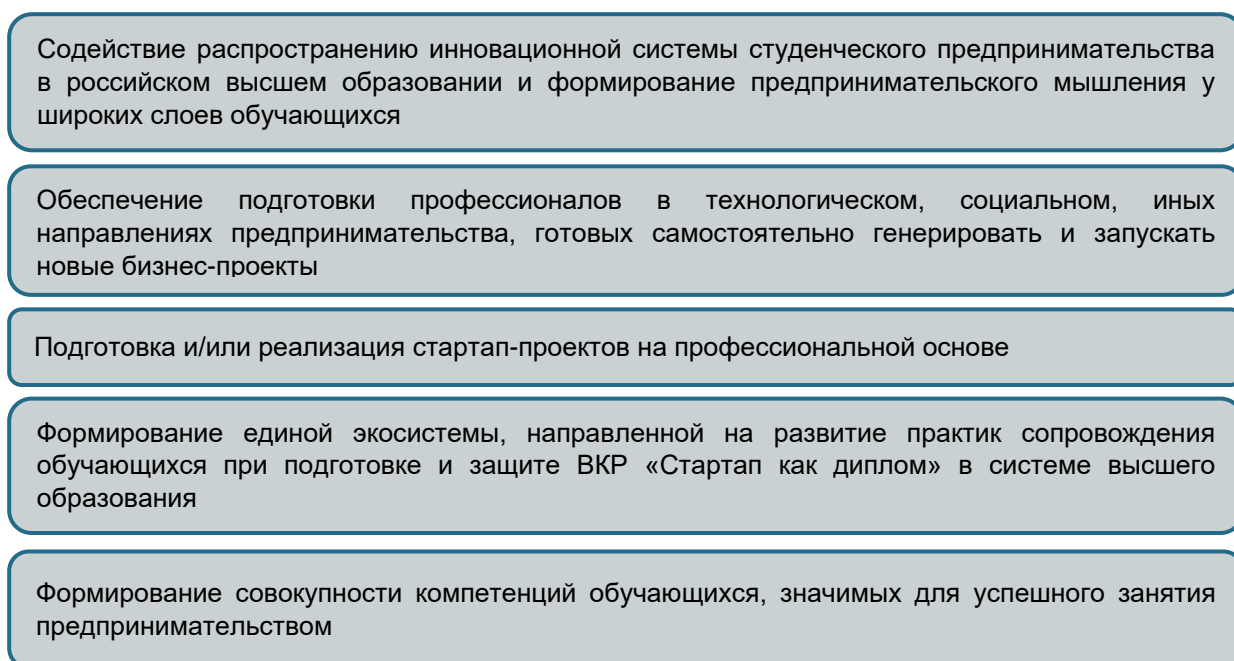 Содействие распространению инновационной системы студенческого предпринимательства
в российском высшем образовании и формирование предпринимательского мышления у
широких слоев обучающихся
Обеспечение подготовки профессионалов в технологическом, социальном, иных
направлениях предпринимательства, готовых самостоятельно генерировать и запускать
новые бизнес-проекты
Подготовка и/или реализация стартап-проектов на профессиональной основе
Формирование единой экосистемы, направленной на развитие практик сопровождения
обучающихся при подготовке и защите ВКР «Стартап как диплом» в системе высшего
образования
Формирование совокупности компетенций обучающихся, значимых для успешного занятия
предпринимательством